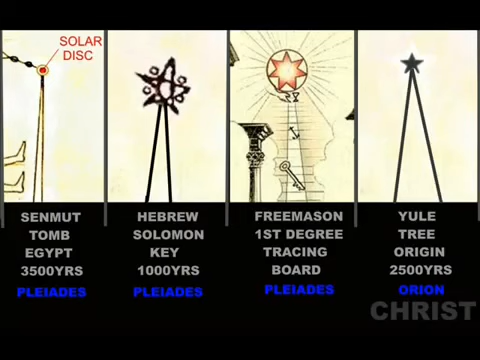 SOLAR
DISC
SENMUT
TOMB
EGYPT
3500YRS
PLEIADES
HEBREW
SOLOMON
KEY
1000YRS
PLEIADES
FREEMASON
1ST DEGREE
TRACING
BOARD
PLEIADES
YULE
TREE
ORIGIN
2500YRS
ORION
CHRIST